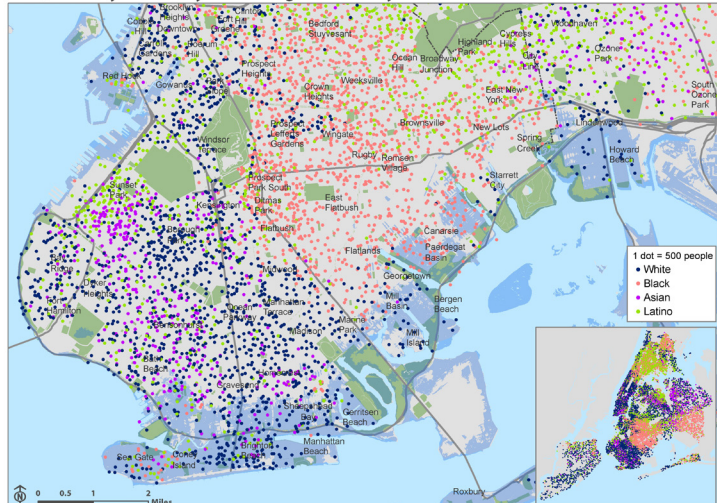 Brooklyn
Heights
Cobble
Hill
Downtown
Fort
Greene
Clinton
Hill
Bedford
Stuyvesant
Carroll
Gardens
Boerum
Hill
Red Hook
Gowanus
Park
Slope
Prospect
Heights
Crown
Heights
Weeksville
Ocean
Hill
Broadway
Junction
Highland
Park
Cypress
Hills
City
Line
Woodhaven
Ozone
Park
South
Ozone
Park
East New
York
Brownsville
New Lots
Lindenwood
Howard
Beach
Spring
Creek
Starrett
City
Windsor
Terrace
Prospect
Lefferts
Gardens
Wingate
Rugby
Remsen
Village
Prospect
Park South
Sunset
Park
Kensington
Ditmas
Park
East
Flatbush
Flatbush
Borough
Park
Canarsie
Paerdegat
Basin
Flatlands
Georgetown
Bay
Ridge
Dyker
Heights
Fort
Hamilton
Midwood
Ocean
Parkway
Manhattan
Terrace
Bensonhurst
Madison
Marine
Park
Mill
Basin
Bergen
Beach
Mill
Island
Bath
Beach
Gravesend
Homecrest
Sheepshead
Bay
Gerritsen
Beach
Manhattan
Beach
Brighton
Beach
Coney
Island
Sea Gate
Roxbury
1 dot = 500 people
White
Black
Asian
Latino
N
0 0.5 1 2
Miles